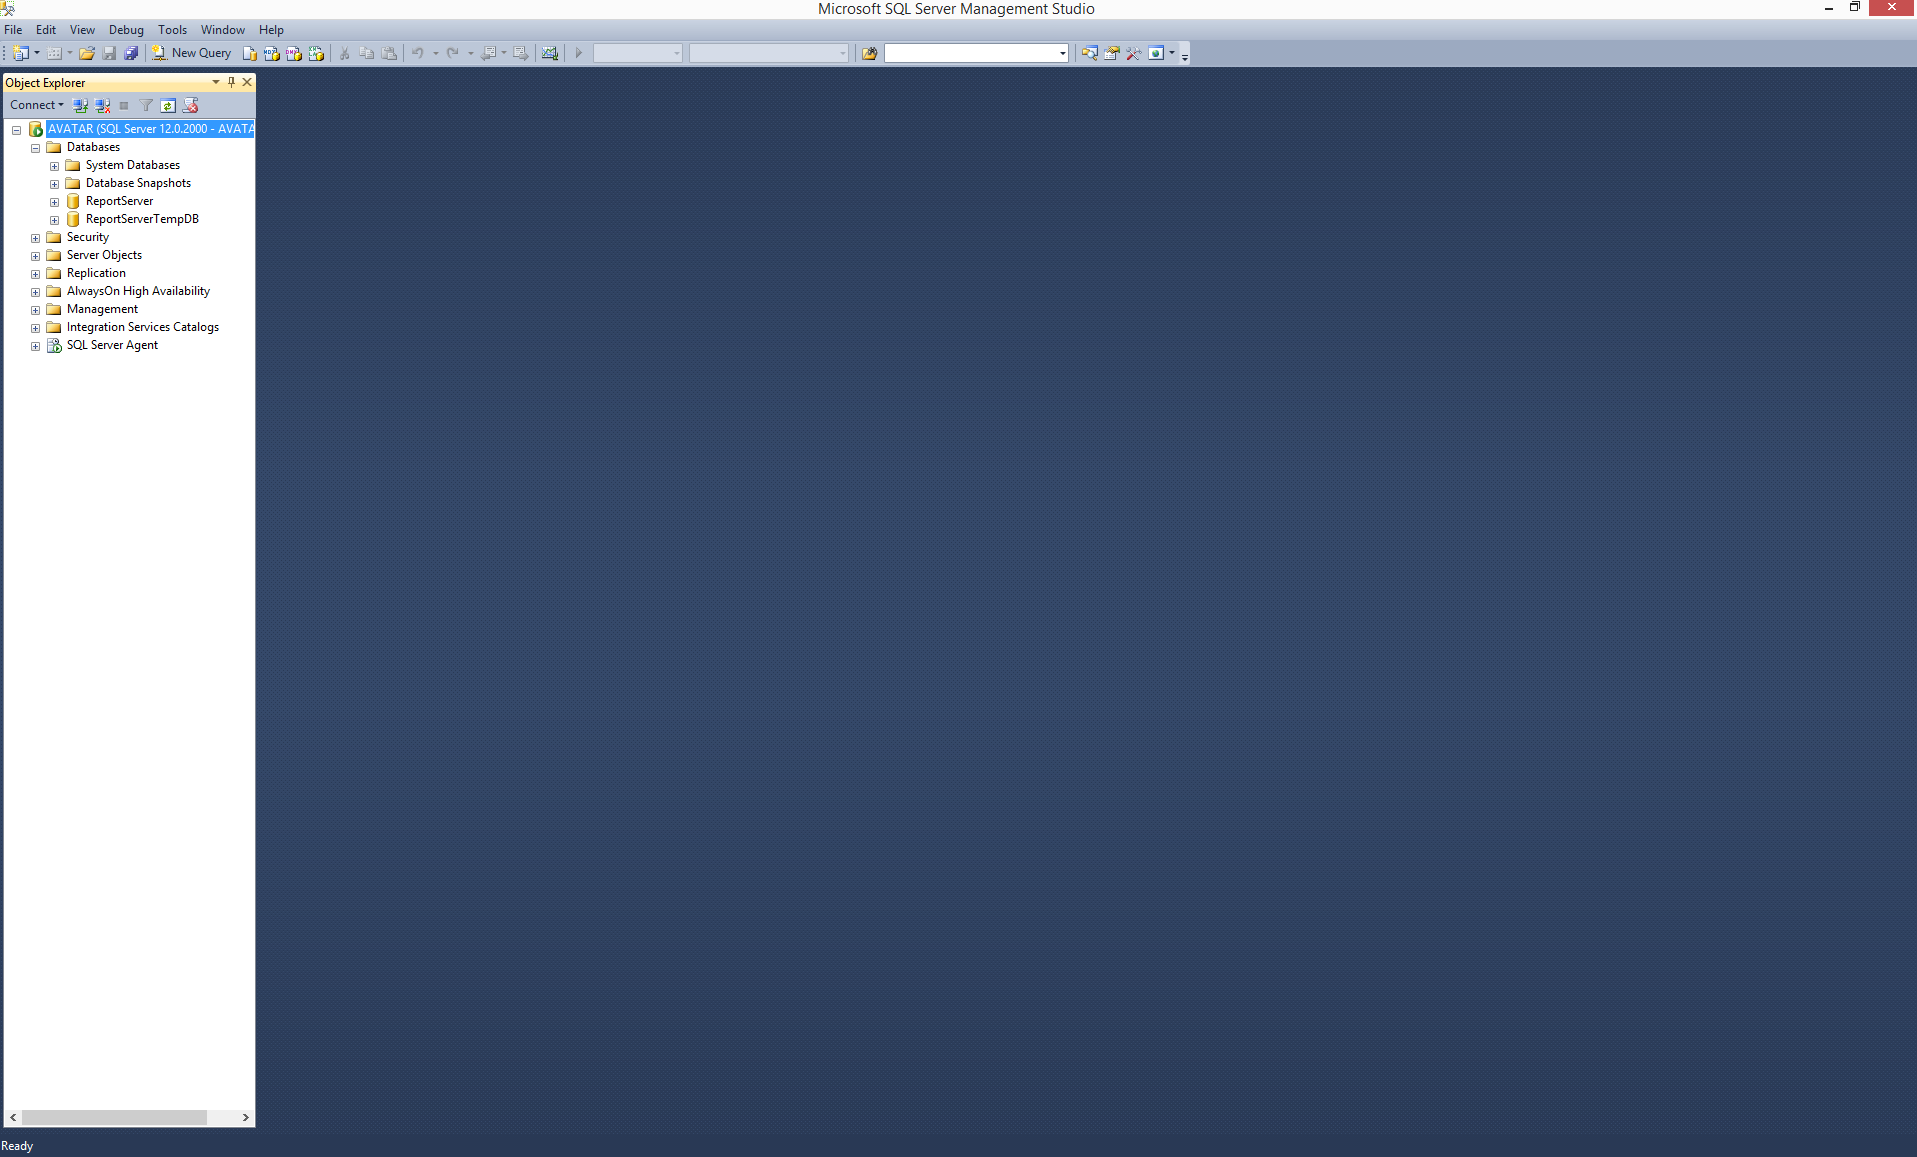 Microsoft SQL Server Management Studio
File Edit View Debug Tools Window Help
New Query
Object Explorer
Connect
AVATAR (SQL Server 12.0.2000 - AVATA
Databases
System Databases
Database Snapshots
ReportServer
ReportServerTempDB
Security
Server Objects
Replication
AlwaysOn High Availability
Management
Integration Services Catalogs
SQL Server Agent
Ready